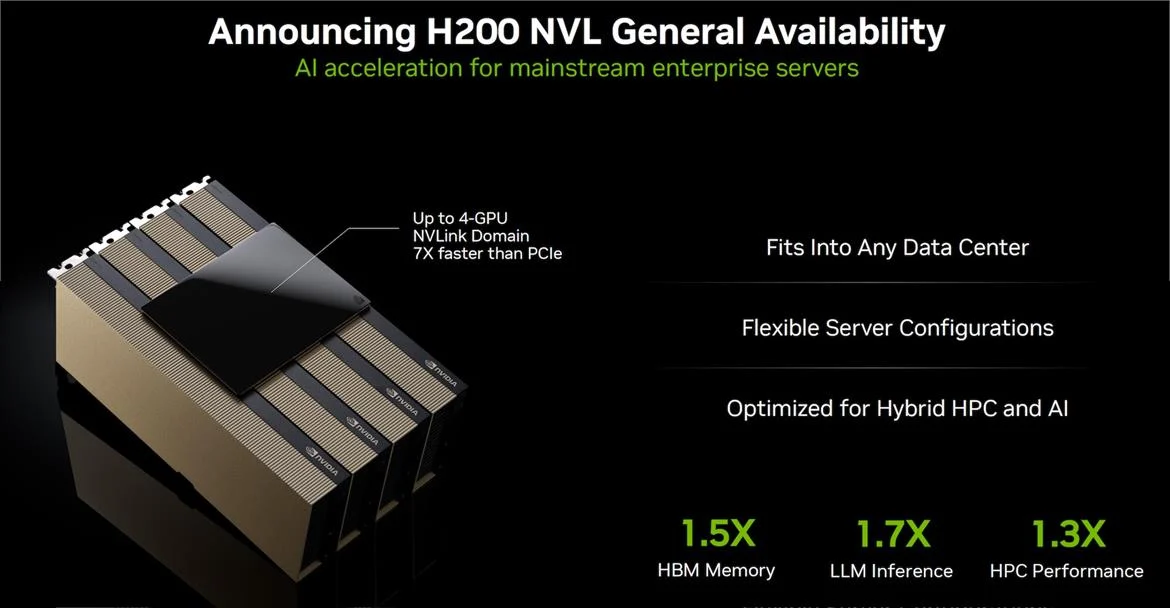 Announcing H200 NVL General Availability
AI acceleration for mainstream enterprise servers
Up to 4-GPU
NVLink Domain
7X faster than PCIe
Fits Into Any Data Center
Flexible Server Configurations
Optimized for Hybrid HPC and AI
NVIDIA
NVIDIA
NVIDIA
NVIDIA
1.5X
HBM Memory
1.7X
LLM Inference
1.3X
HPC Performance